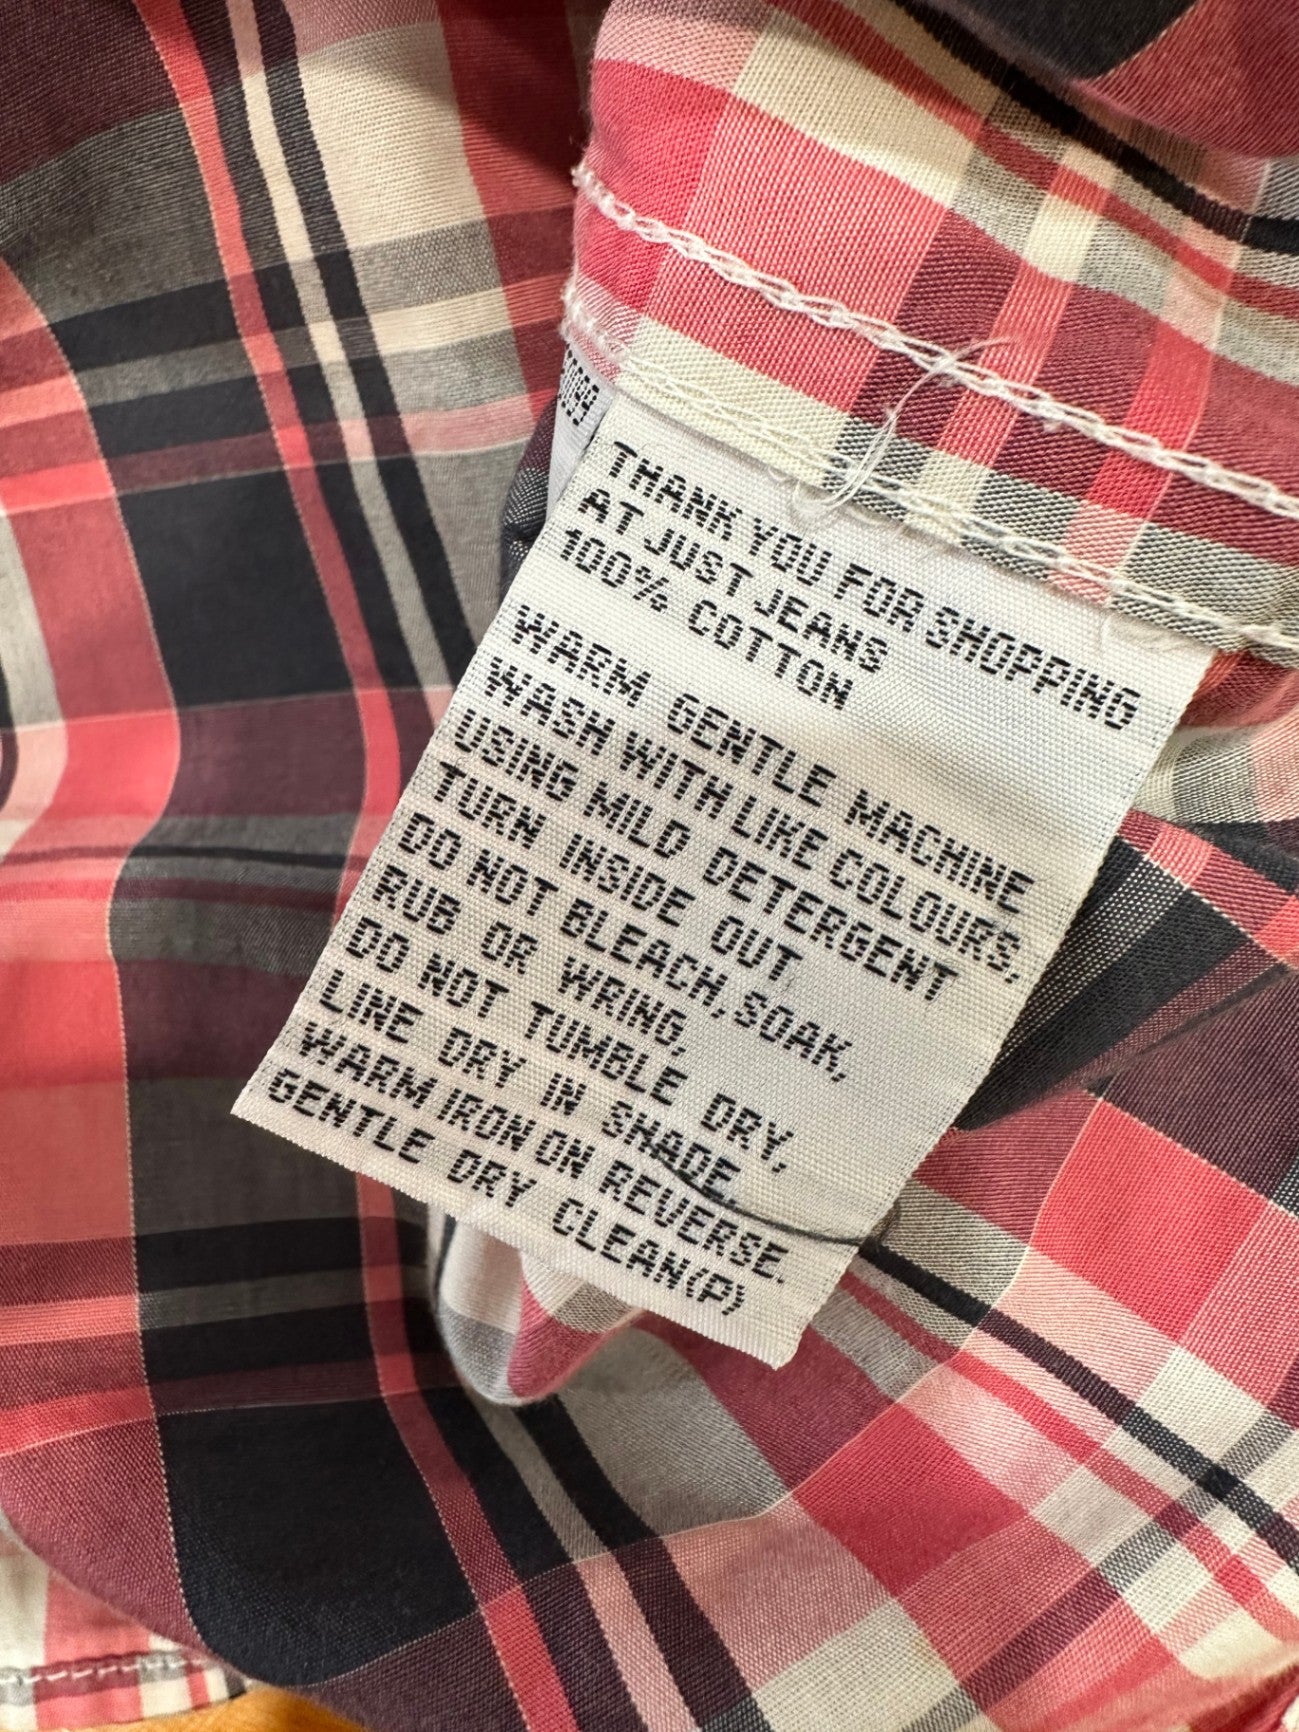 THANK YOU FOR SHOPPING
AT JUST JEANS
100% COTTON
WARM GENTLE MACHINE
WASH WITH LIKE COLOURS,
USING MILD DETERGENT
TURN INSIDE OUT
DO NOT BLEACH, SOAK,
RUB OR WRING,
DO NOT TUMBLE DRY,
LINE DRY IN SHADE,
WARM IRON ON REVERSE.
GENTLE DRY CLEAN(P)